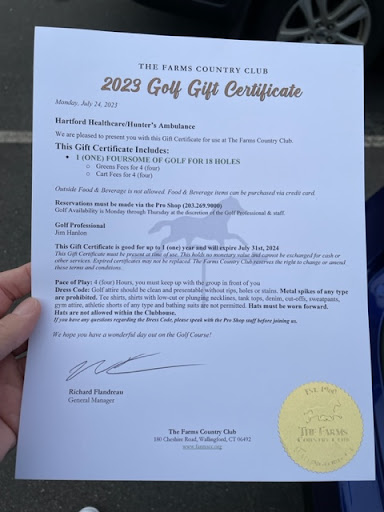 THE FARMS COUNTRY CLUB
2023 Golf Gift Certificate
Monday, July 24, 2023
Hartford Healthcare/Hunter's Ambulance
We are pleased to present you with this Gift Certificate for use at The Farms Country Club.
This Gift Certificate Includes:
• 1 (ONE) FOURSOME OF GOLF FOR 18 HOLES
o Greens Fees for 4 (four)
o Cart Fees for 4 (four)
Outside Food & Beverage is not allowed. Food & Beverage items can be purchased via credit card.
Reservations must be made via the Pro Shop (203.269.9000)
Golf Availability is Monday through Thursday at the discretion of the Golf Professional & staff.
Golf Professional
Jim Hanlon
This Gift Certificate is good for up to 1 (one) year and will expire July 31st, 2024
This Gift Certificate must be present at time of use. This holds no monetary value and cannot be exchanged for cash or
other services. Expired certificates may not be replaced. The Farms Country Club reserves the right to change or amend
these terms and conditions.
Pace of Play: 4 (four) Hours, you must keep up with the group in front of you
Dress Code: Golf attire should be clean and presentable without rips, holes or stains. Metal spikes of any type
are prohibited. Tee shirts, shirts with low-cut or plunging necklines, tank tops, denim, cut-offs, sweatpants,
gym attire, athletic shorts of any type and bathing suits are not permitted. Hats must be worn forward.
Hats are not allowed within the Clubhouse.
If you have any questions regarding the Dress Code, please speak with the Pro Shop staff before joining us.
We hope you have a wonderful day out on the Golf Course!
Richard Flandreau
General Manager
The Farms Country Club
180 Cheshire Road, Wallingford, CT 06492
Est. 1961
THE FARMS
COUNTRY CLUB